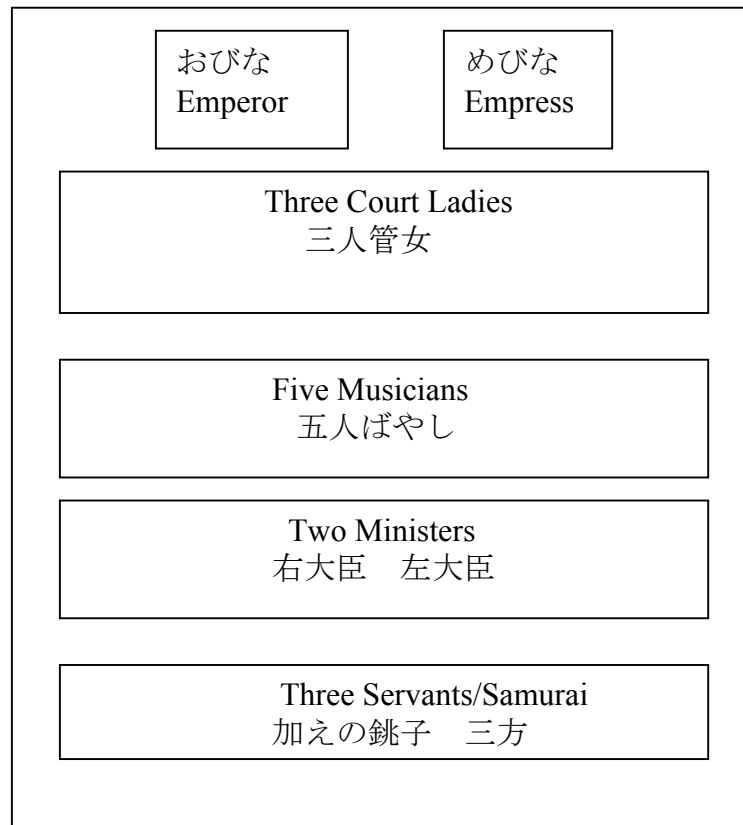 おびな
Emperor
めびな
Empress
Three Court Ladies
三人管女
Five Musicians
五人ばやし
Two Ministers
右大臣　左大臣
Three Servants/Samurai
加えの銚子　三方